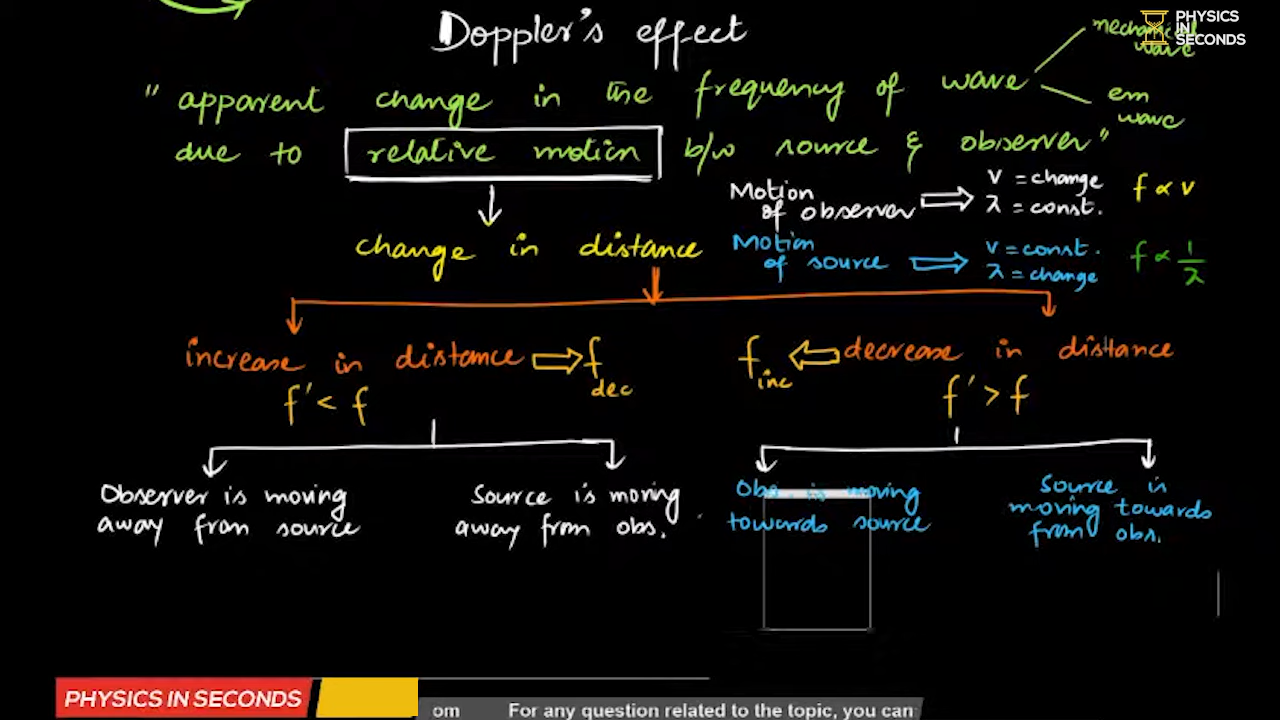 Doppler's effect
PHYSICS
IN
SECONDS
mechanical
wave
" apparent change in the frequency of wave
em
wave
due to relative motion b/w source & observer"
Motion
of observer
v = change
λ = const.
f ∝ v
change in distance
Motion
of source
v = const.
λ = change
f ∝ 1/λ
increase in distance ⇒ f dec
f inc ⇐ decrease in distance
f' < f
f' > f
Observer is moving
away from source
Source is moving
away from obs.
Obs. is moving
towards source
Source is
moving towards
from obs.
PHYSICS IN SECONDS
om For any question related to the topic, you can